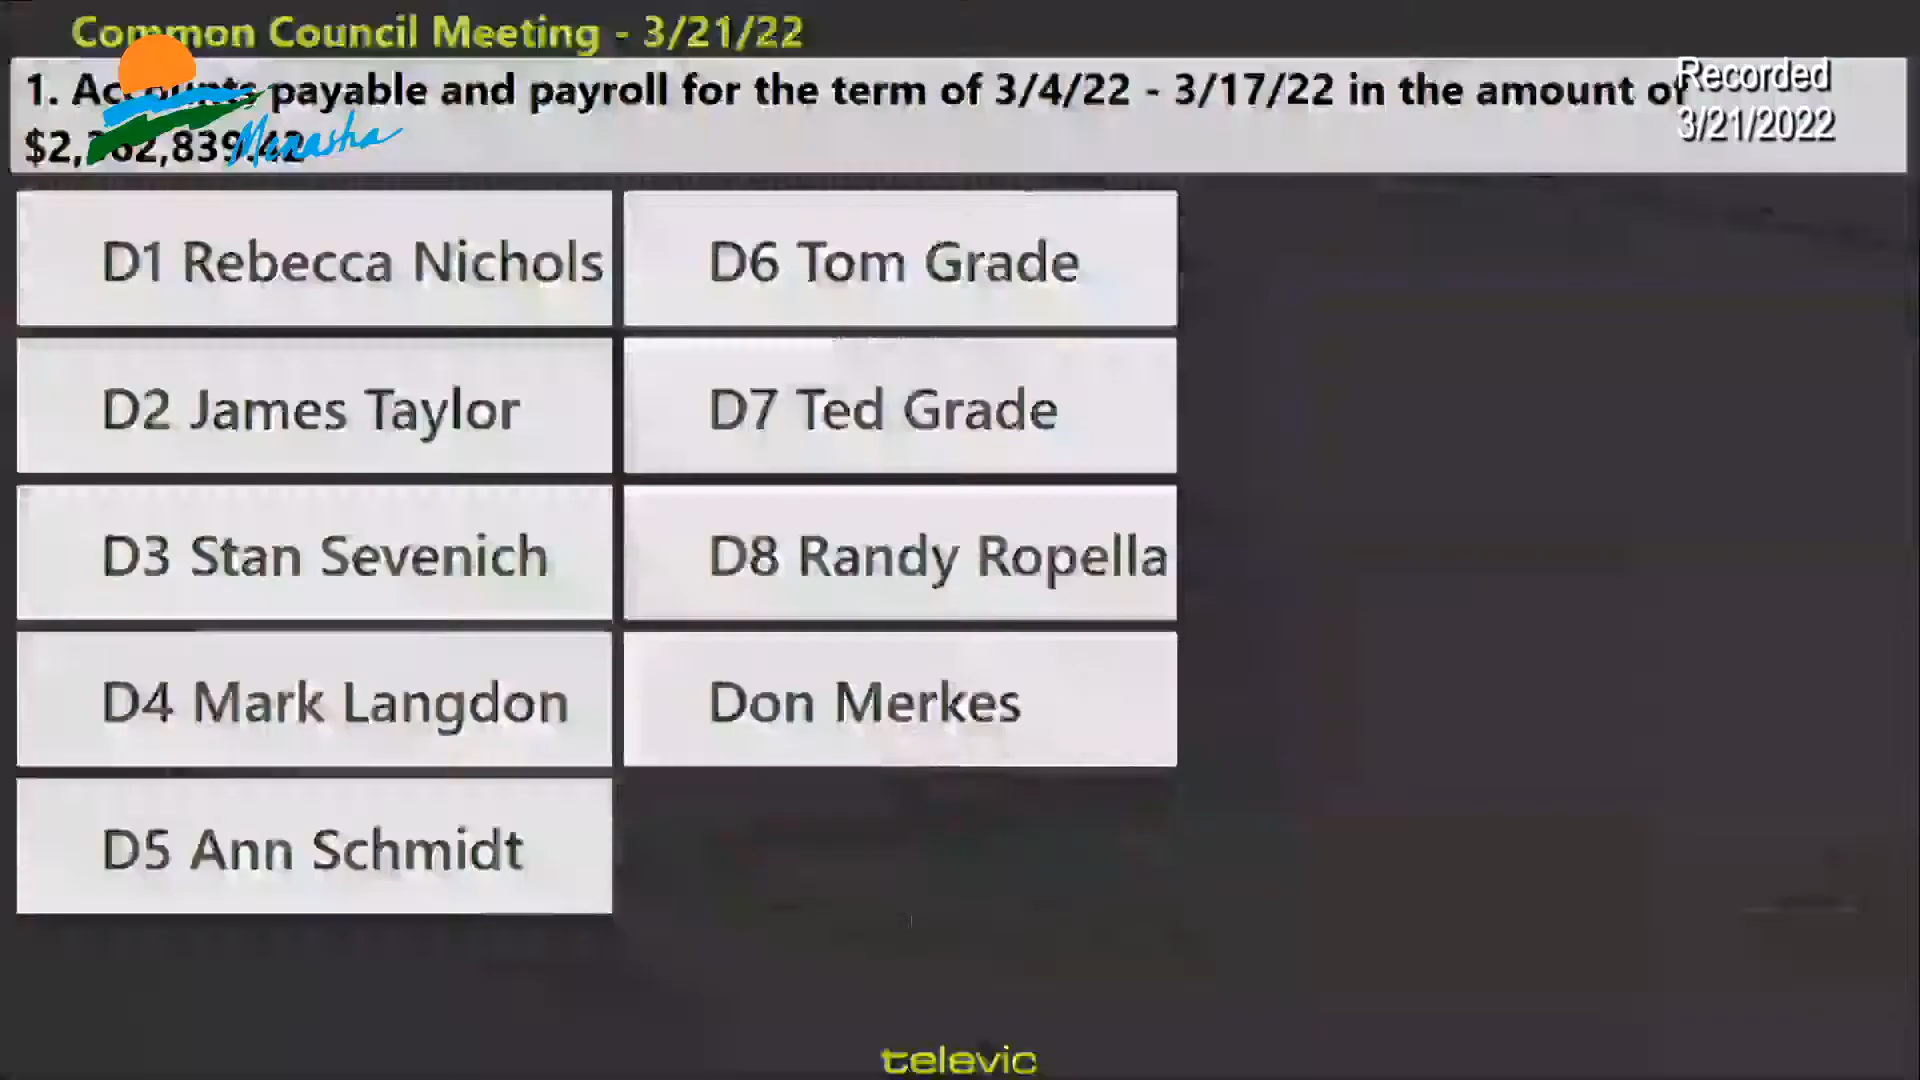 Common Council Meeting - 3/21/22
1. Accounts payable and payroll for the term of 3/4/22 - 3/17/22 in the amount of
Menasha
Recorded
3/21/2022
D1 Rebecca Nichols
D6 Tom Grade
D2 James Taylor
D7 Ted Grade
D3 Stan Sevenich
D8 Randy Ropella
D4 Mark Langdon
Don Merkes
D5 Ann Schmidt
televic